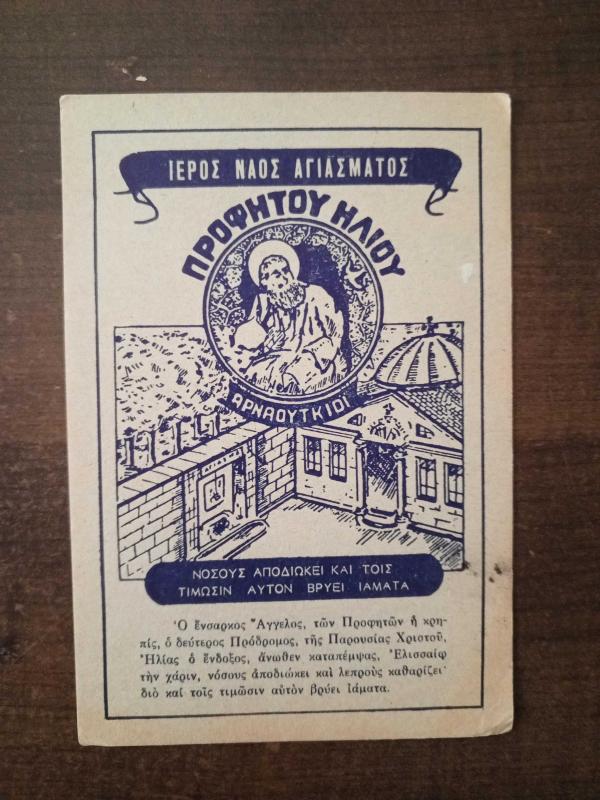 ΙΕΡΟΣ ΝΑΟΣ ΑΓΙΑΣΜΑΤΟΣ
ΠΡΟΦΗΤΟΥ ΗΛΙΟΥ
ΑΡΝΑΟΥΤΚΙΟΙ
ΑΓΙΑΣΜΑ
ΝΟΣΟΥΣ ΑΠΟΔΙΩΚΕΙ ΚΑΙ ΤΟΙΣ
ΤΙΜΩΣΙΝ ΑΥΤΟΝ ΒΡΥΕΙ ΙΑΜΑΤΑ
Ὁ ἔνσαρκος Ἄγγελος, τῶν Προφητῶν ἡ κρη-
πίς, ὁ δεύτερος Πρόδρομος, τῆς Παρουσίας Χριστοῦ,
Ἠλίας ὁ ἔνδοξος, ἄνωθεν καταπέμψας, Ἐλισσαίῳ
τὴν χάριν, νόσους ἀποδιώκει καὶ λεπροὺς καθαρίζει·
διὸ καὶ τοῖς τιμῶσιν αὐτὸν βρύει ἰάματα.